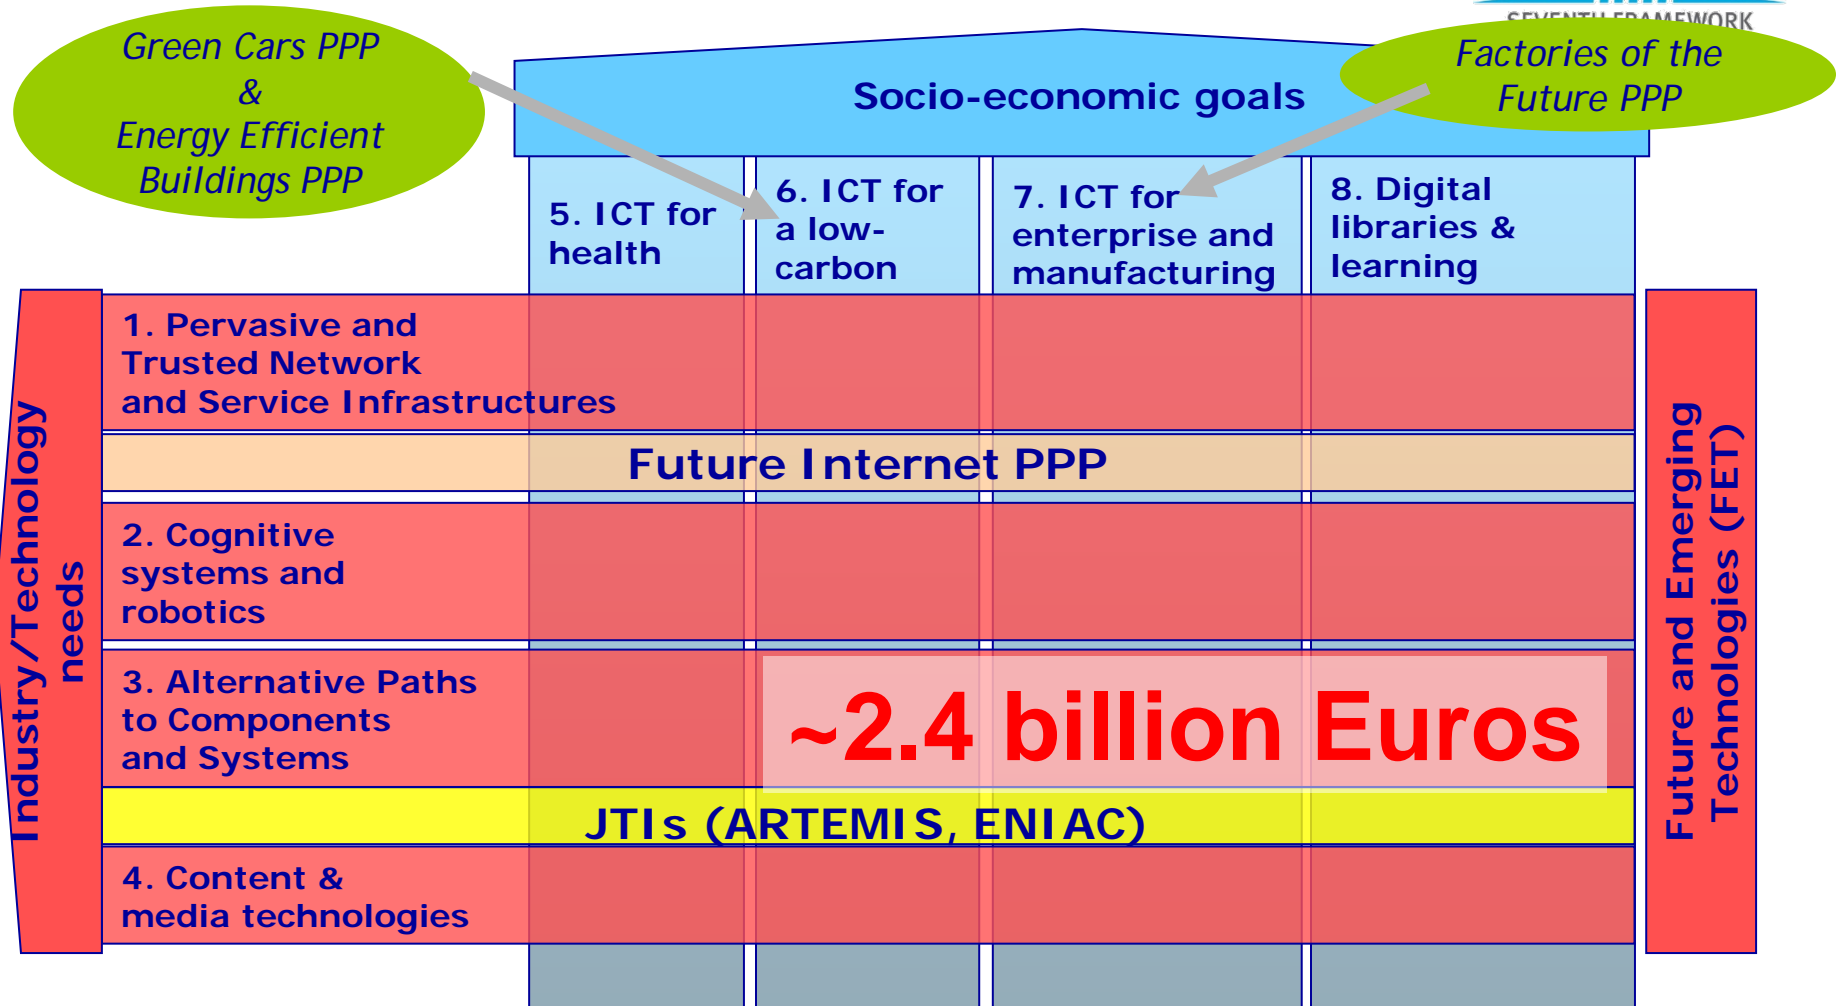 SEVENTH FRAMEWORK
Green Cars PPP
&
Energy Efficient
Buildings PPP
Socio-economic goals
Factories of the
Future PPP
5. ICT for
health
6. ICT for
a low-
carbon
7. ICT for
enterprise and
manufacturing
8. Digital
libraries &
learning
Industry/Technology
needs
1. Pervasive and
Trusted Network
and Service Infrastructures
Future Internet PPP
2. Cognitive
systems and
robotics
3. Alternative Paths
to Components
and Systems
~2.4 billion Euros
JTIs (ARTEMIS, ENIAC)
4. Content &
media technologies
Future and Emerging
Technologies (FET)